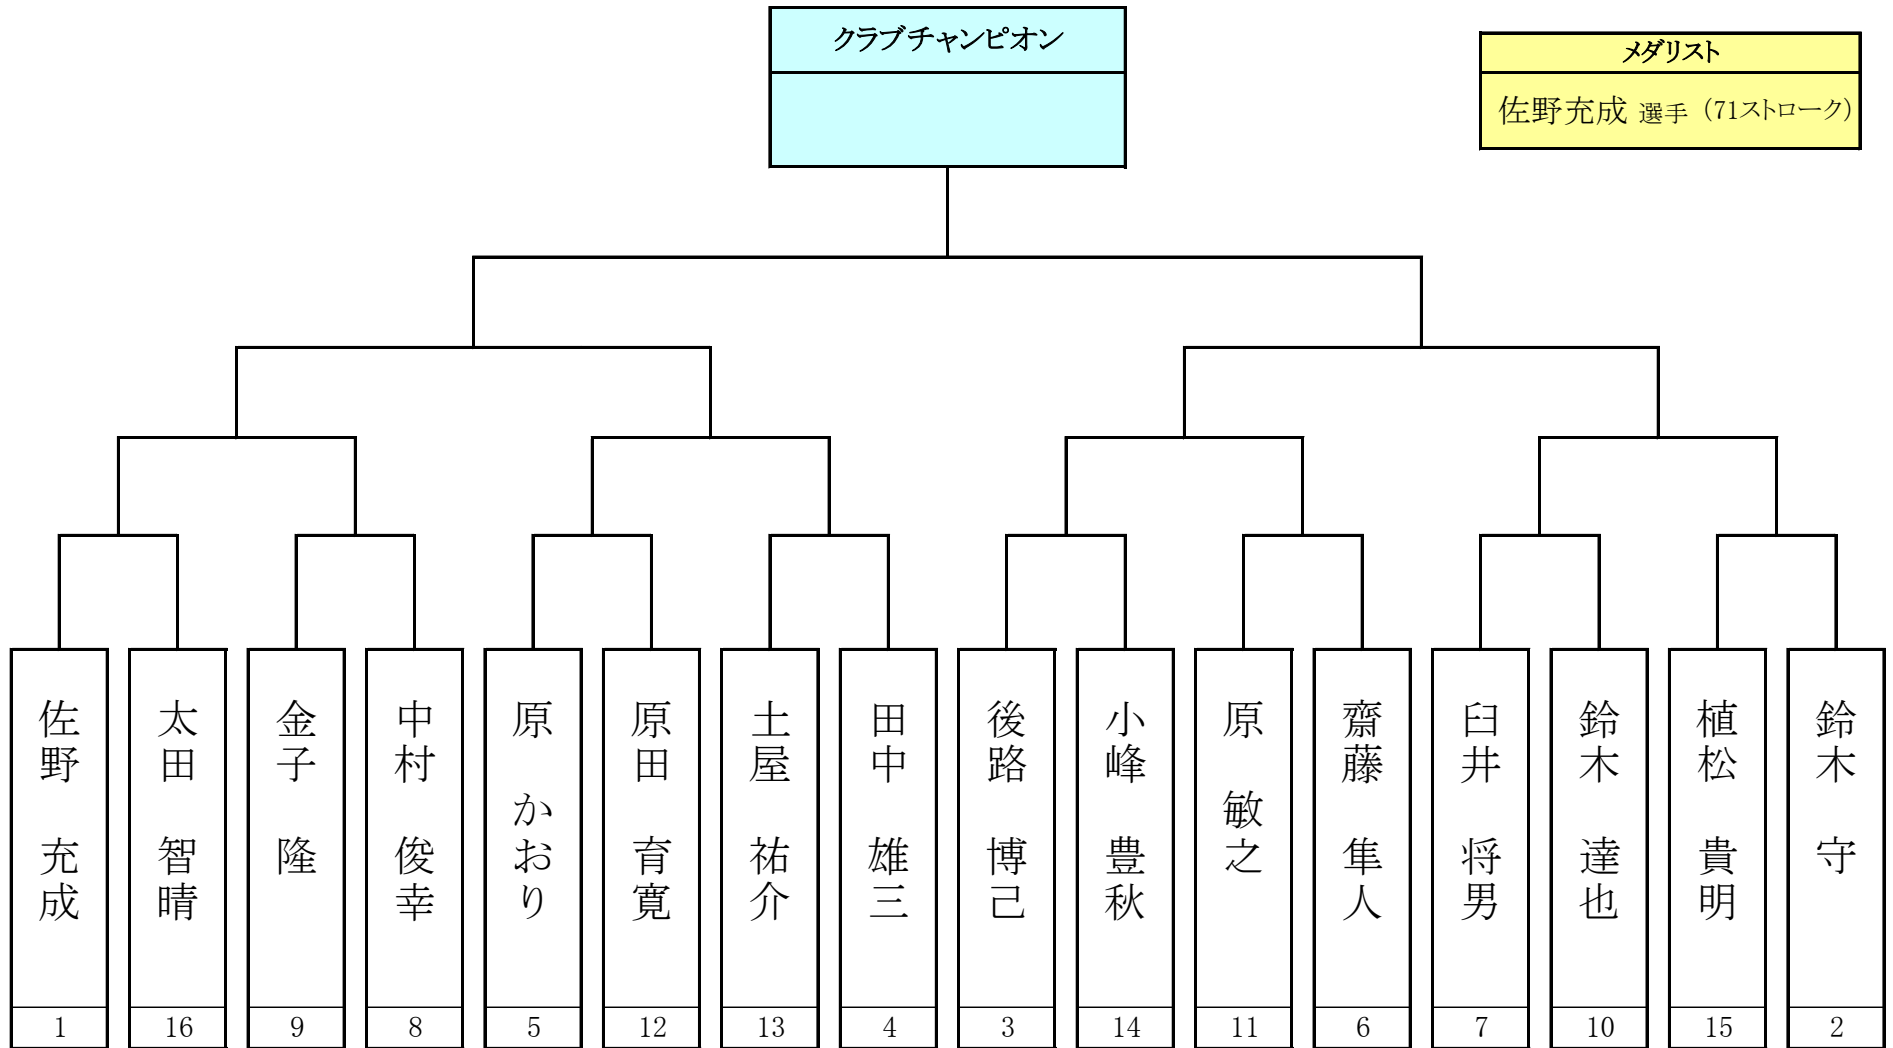 クラブチャンピオン
メダリスト
佐野充成 選手 (71ストローク)
佐野 充成
太田 智晴
金子 隆
中村 俊幸
原 かおり
原田 育寛
土屋 祐介
田中 雄三
後路 博己
小峰 豊秋
原 敏之
齋藤 隼人
臼井 将男
鈴木 達也
植松 貴明
鈴木 守
1
16
9
8
5
12
13
4
3
14
11
6
7
10
15
2